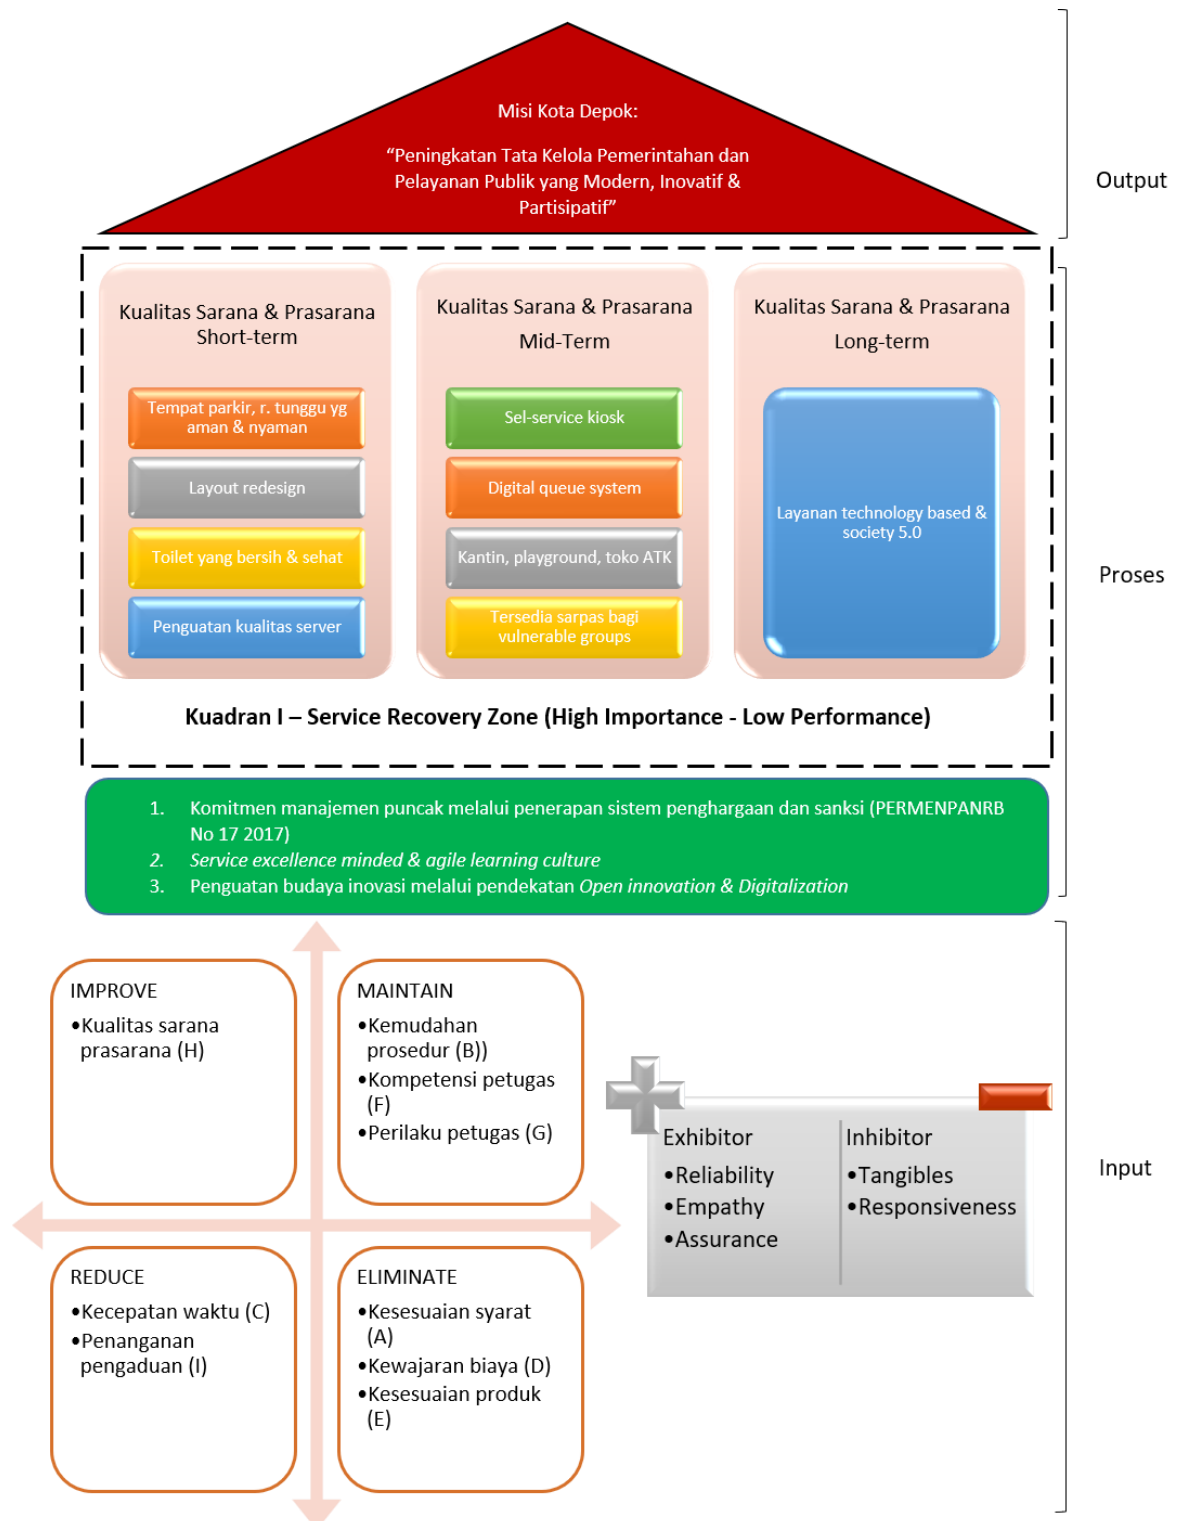 Misi Kota Depok:
“Peningkatan Tata Kelola Pemerintahan dan
Pelayanan Publik yang Modern, Inovatif &
Partisipatif”
Output
Kualitas Sarana & Prasarana
Short-term
Tempat parkir, r. tunggu yg
aman & nyaman
Layout redesign
Toilet yang bersih & sehat
Penguatan kualitas server
Kualitas Sarana & Prasarana
Mid-Term
Sel-service kiosk
Digital queue system
Kantin, playground, toko ATK
Tersedia sarpas bagi
vulnerable groups
Kualitas Sarana & Prasarana
Long-term
Layanan technology based &
society 5.0
Kuadran I – Service Recovery Zone (High Importance - Low Performance)
Proses
1. Komitmen manajemen puncak melalui penerapan sistem penghargaan dan sanksi (PERMENPANRB
No 17 2017)
2. Service excellence minded & agile learning culture
3. Penguatan budaya inovasi melalui pendekatan Open innovation & Digitalization
IMPROVE
•Kualitas sarana
prasarana (H)
MAINTAIN
•Kemudahan
prosedur (B))
•Kompetensi petugas
(F)
•Perilaku petugas (G)
REDUCE
•Kecepatan waktu (C)
•Penanganan
pengaduan (I)
ELIMINATE
•Kesesuaian syarat
(A)
•Kewajaran biaya (D)
•Kesesuaian produk
(E)
Exhibitor
•Reliability
•Empathy
•Assurance
Inhibitor
•Tangibles
•Responsiveness
Input